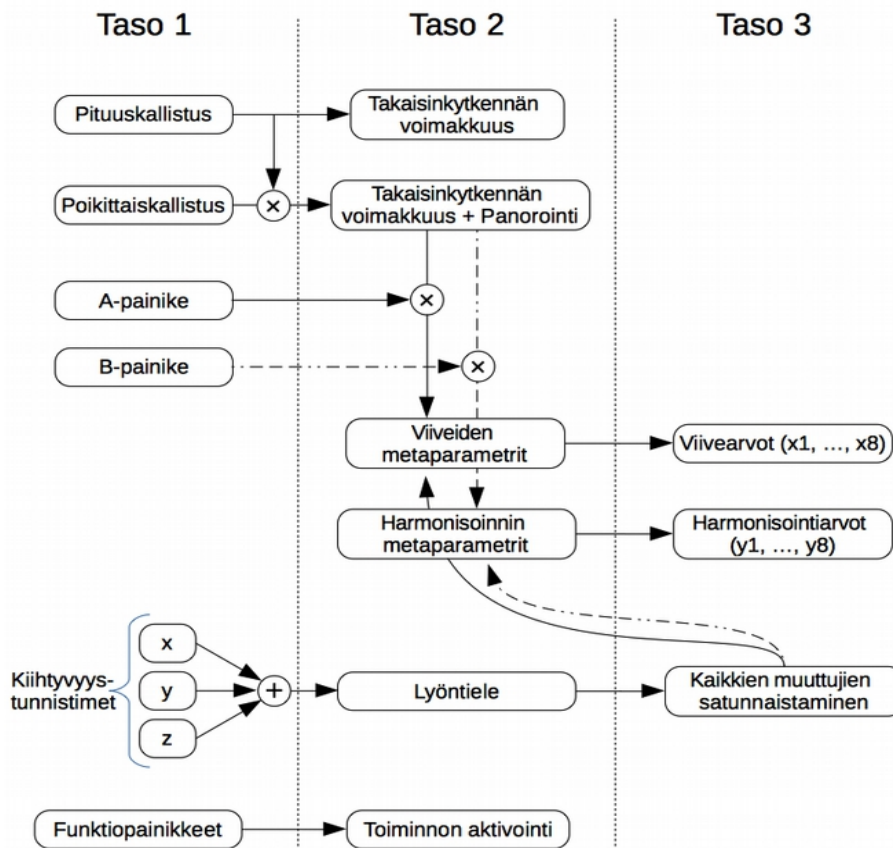 Taso 1
Taso 2
Taso 3
Pituuskallistus
Takaisinkytkennän
voimakkuus
Poikittaiskallistus
×
Takaisinkytkennän
voimakkuus + Panorointi
A-painike
×
B-painike
×
Viiveiden
metaparametrit
Viivearvot (x1, …, x8)
Harmonisoinnin
metaparametrit
Harmonisointiarvot
(y1, …, y8)
Kiihtyvyys-
tunnistimet
x
y
z
+
Lyöntiele
Kaikkien muuttujien
satunnaistaminen
Funktiopainikkeet
Toiminnon aktivointi